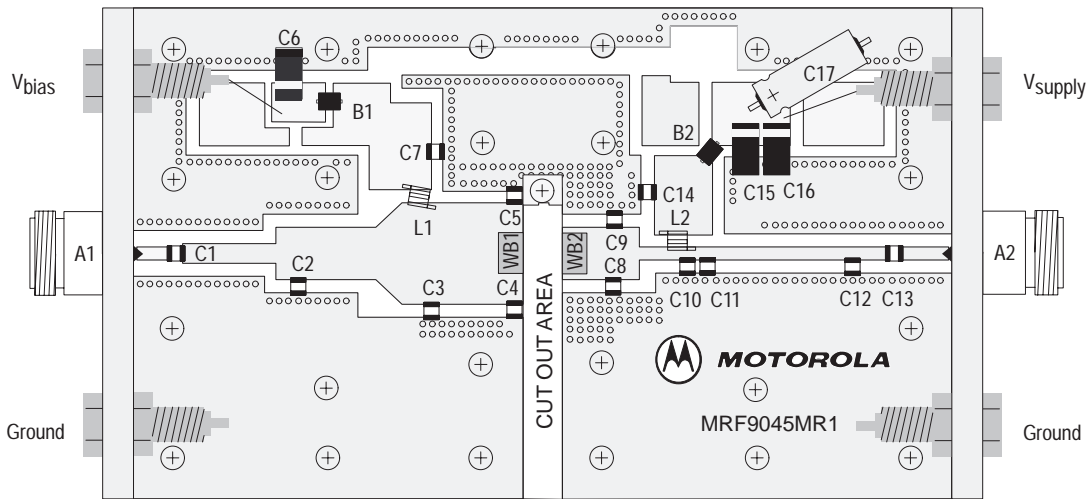 C6
C17
Vbias
Vsupply
B1
B2
C7
C15
C16
C14
C5
L1
L2
C9
A1
C1
WB1
WB2
A2
C2
C3
C4
C8
C10
C11
C12
C13
CUT OUT AREA
MOTOROLA
MRF9045MR1
Ground
Ground